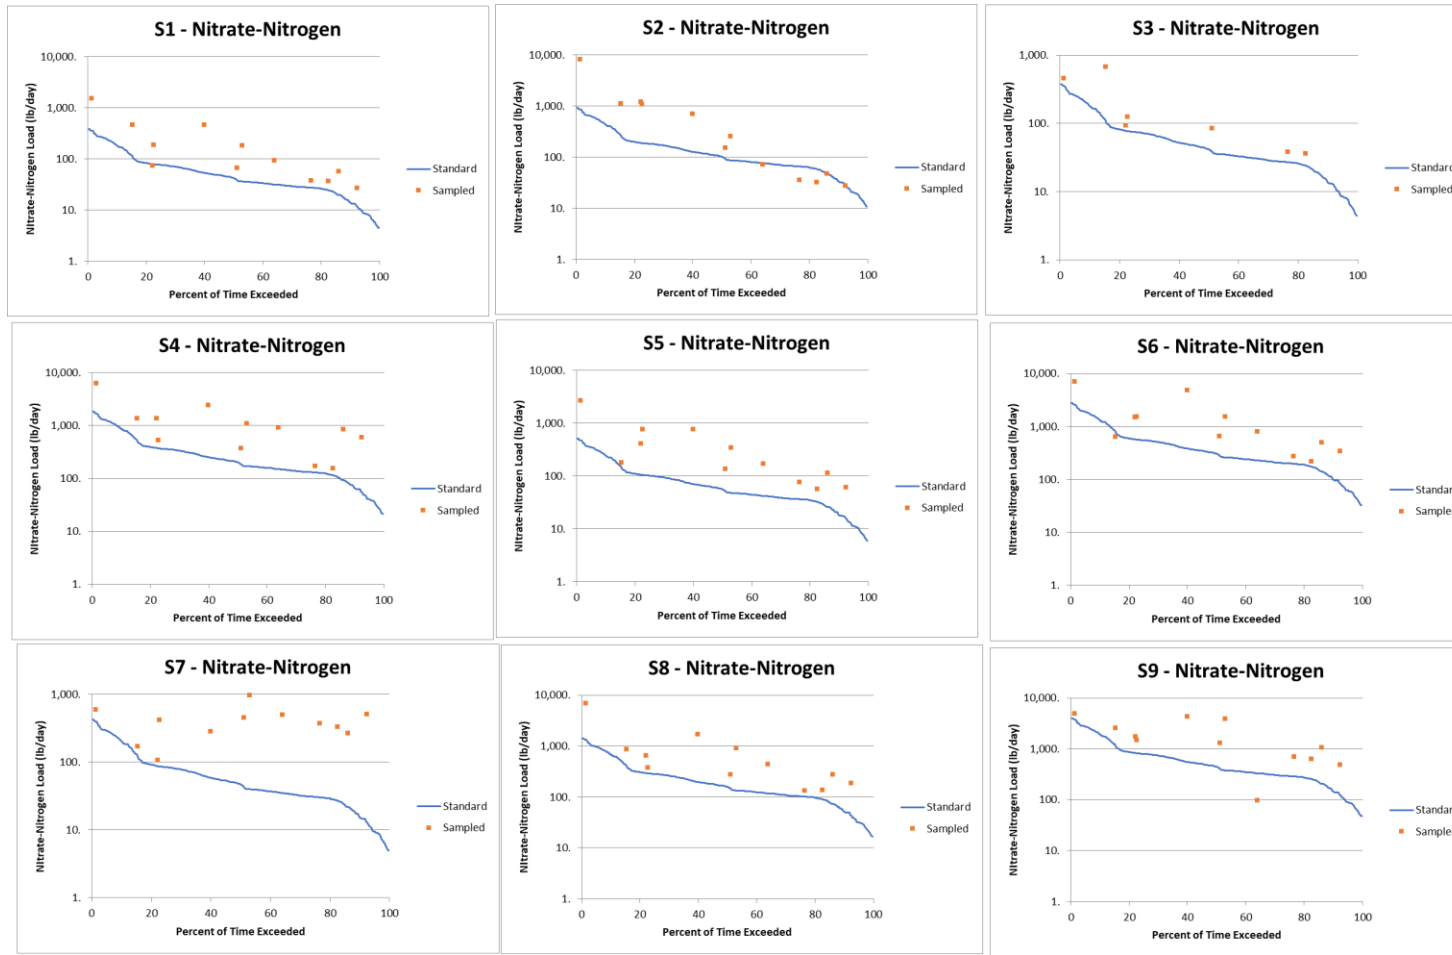 S1 - Nitrate-Nitrogen
10,000.
1,000.
100.
10.
1.
0 20 40 60 80 100
Nitrate-Nitrogen Load (lb/day)
Percent of Time Exceeded
Standard
Sampled
S2 - Nitrate-Nitrogen
10,000.
1,000.
100.
10.
1.
0 20 40 60 80 100
Nitrate-Nitrogen Load (lb/day)
Percent of Time Exceeded
Standard
Sampled
S3 - Nitrate-Nitrogen
1,000.
100.
10.
1.
0 20 40 60 80 100
Nitrate-Nitrogen Load (lb/day)
Percent of Time Exceeded
Standard
Sampled
S4 - Nitrate-Nitrogen
10,000.
1,000.
100.
10.
1.
0 20 40 60 80 100
Nitrate-Nitrogen Load (lb/day)
Percent of Time Exceeded
Standard
Sampled
S5 - Nitrate-Nitrogen
10,000.
1,000.
100.
10.
1.
0 20 40 60 80 100
Nitrate-Nitrogen Load (lb/day)
Percent of Time Exceeded
Standard
Sampled
S6 - Nitrate-Nitrogen
10,000.
1,000.
100.
10.
1.
0 20 40 60 80 100
Nitrate-Nitrogen Load (lb/day)
Percent of Time Exceeded
Standar
Sample
S7 - Nitrate-Nitrogen
1,000.
100.
10.
1.
0 20 40 60 80 100
Nitrate-Nitrogen Load (lb/day)
Percent of Time Exceeded
Standard
Sampled
S8 - Nitrate-Nitrogen
10,000.
1,000.
100.
10.
1.
0 20 40 60 80 100
Nitrate-Nitrogen Load (lb/day)
Percent of Time Exceeded
Standard
Sampled
S9 - Nitrate-Nitrogen
10,000.
1,000.
100.
10.
1.
0 20 40 60 80 100
Nitrate-Nitrogen Load (lb/day)
Percent of Time Exceeded
Standar
Sample